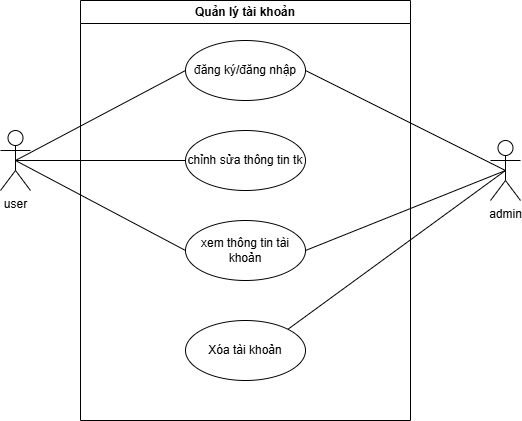 Quản lý tài khoản
đăng ký/đăng nhập
chỉnh sửa thông tin tk
user
admin
xem thông tin tài
khoản
Xóa tài khoản